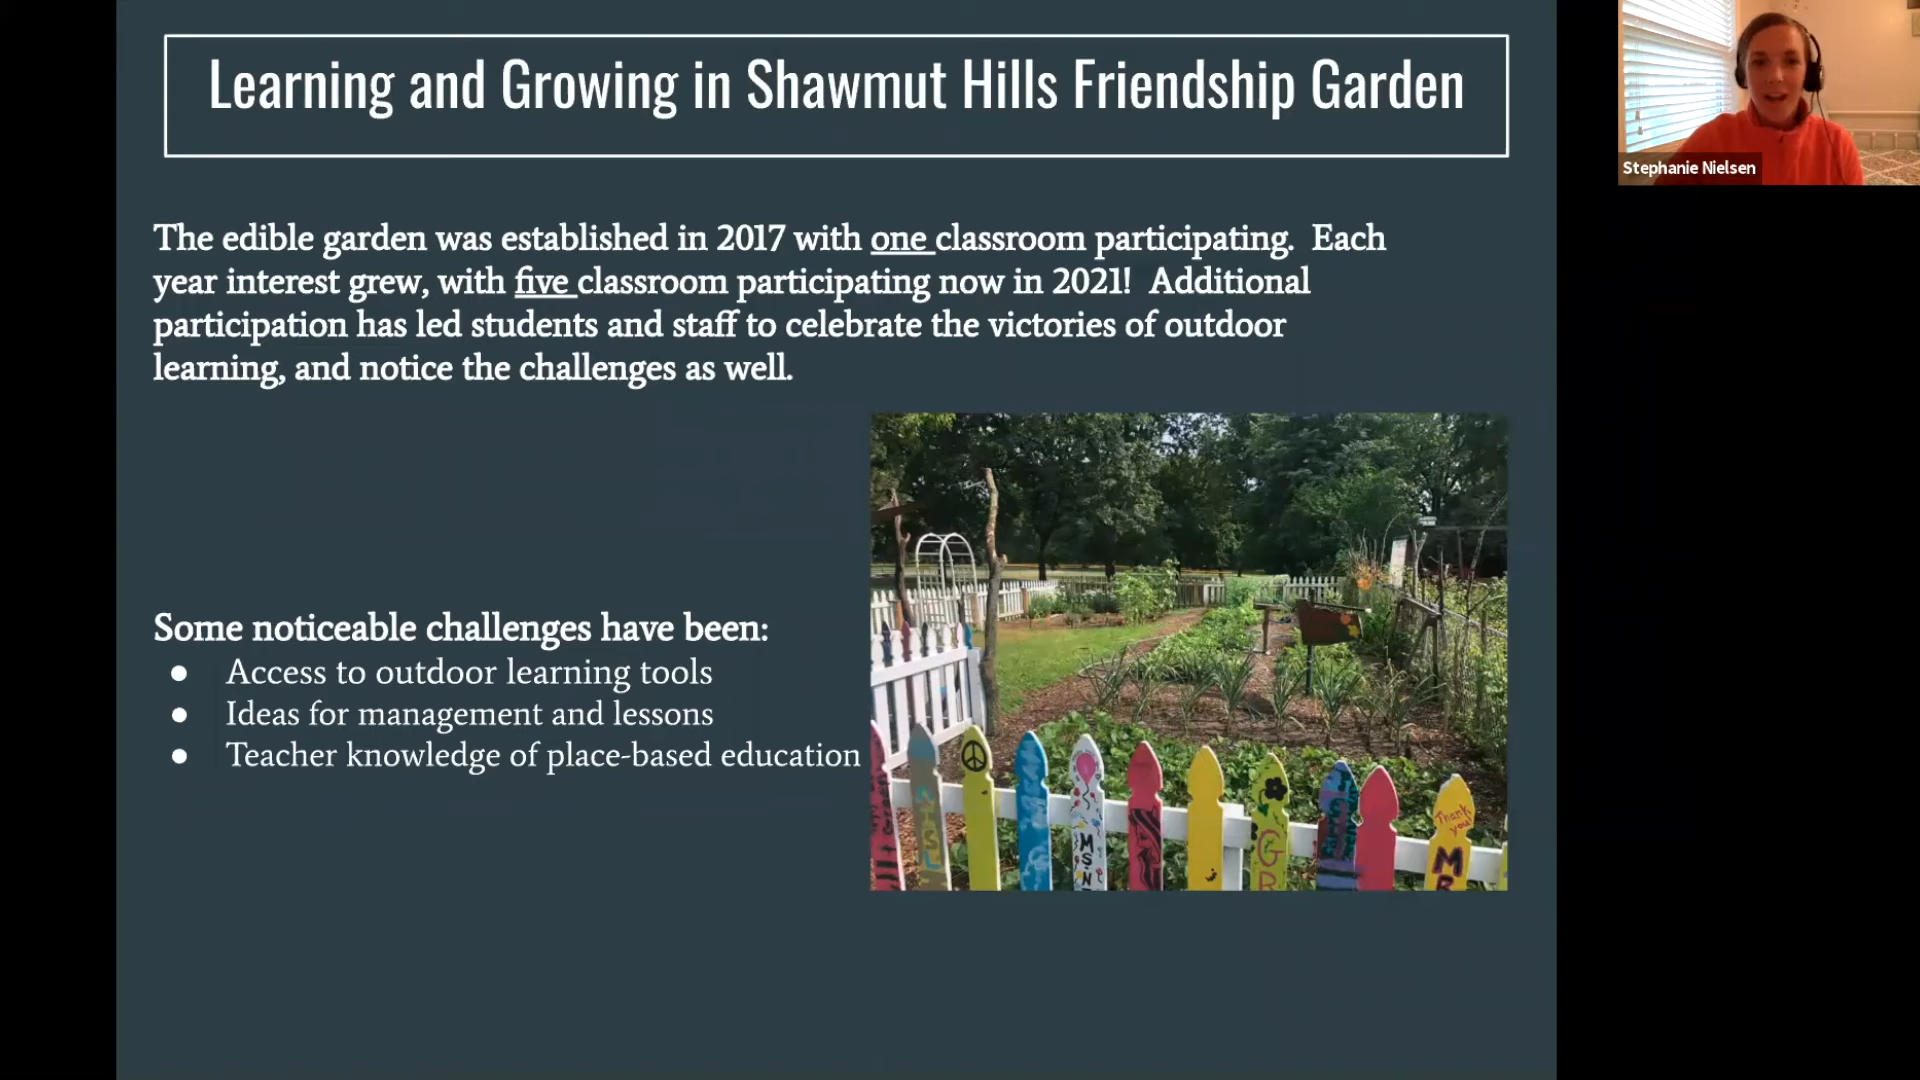 Learning and Growing in Shawmut Hills Friendship Garden
Stephanie Nielsen
The edible garden was established in 2017 with one classroom participating. Each
year interest grew, with five classroom participating now in 2021! Additional
participation has led students and staff to celebrate the victories of outdoor
learning, and notice the challenges as well.
Some noticeable challenges have been:
● Access to outdoor learning tools
● Ideas for management and lessons
● Teacher knowledge of place-based education
Thank
you